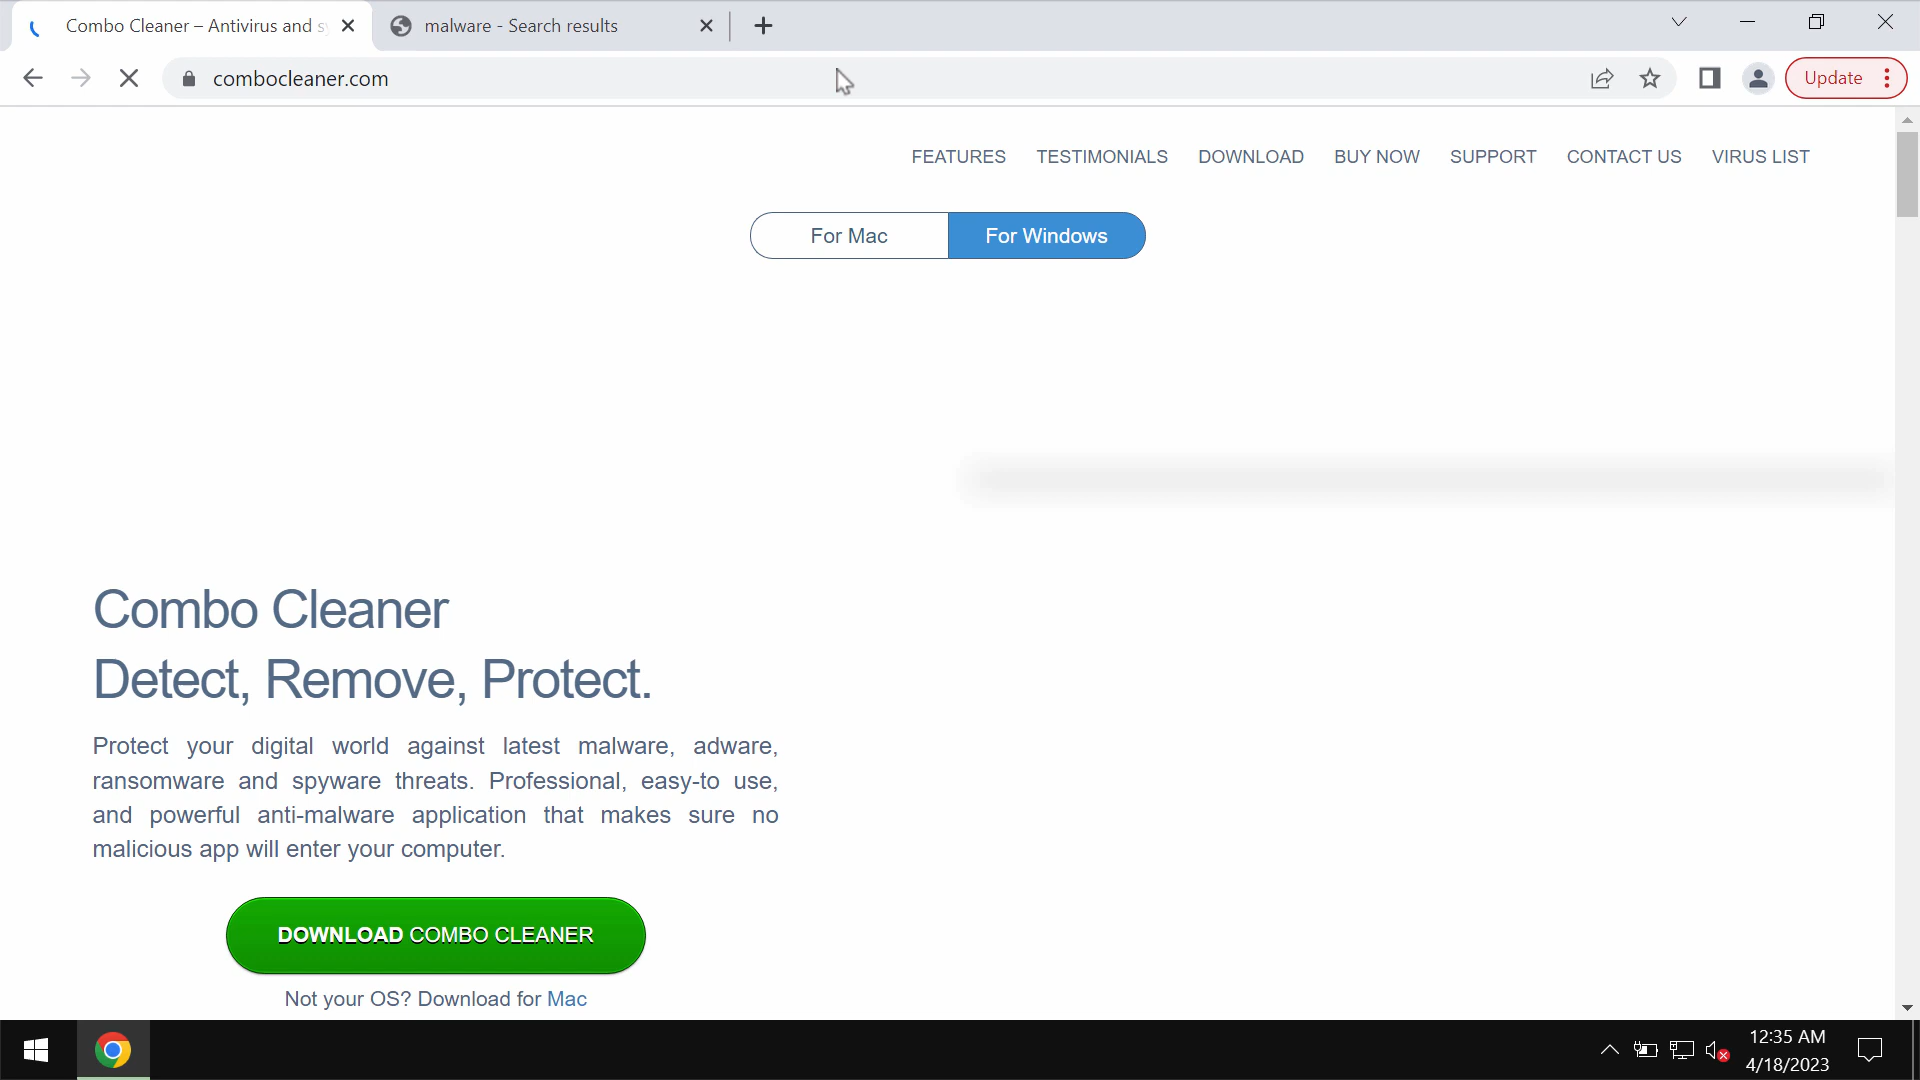 Combo Cleaner – Antivirus and s
malware - Search results
combocleaner.com
Update
FEATURES TESTIMONIALS DOWNLOAD BUY NOW SUPPORT CONTACT US VIRUS LIST
For Mac For Windows
Combo Cleaner
Detect, Remove, Protect.
Protect your digital world against latest malware, adware,
ransomware and spyware threats. Professional, easy-to use,
and powerful anti-malware application that makes sure no
malicious app will enter your computer.
DOWNLOAD COMBO CLEANER
Not your OS? Download for Mac
12:35 AM
4/18/2023